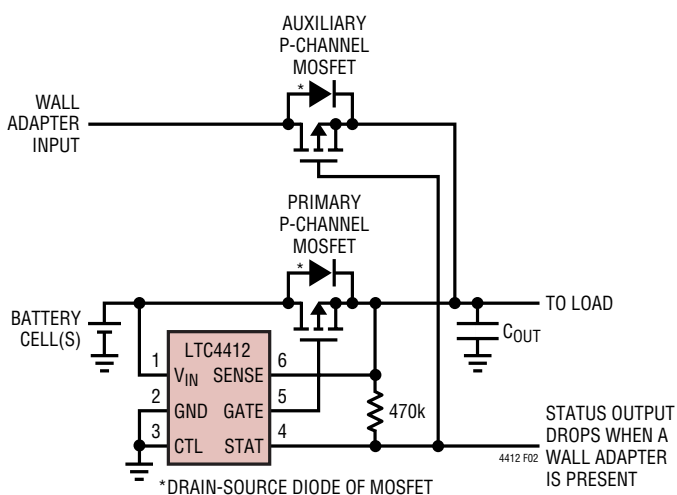 AUXILIARY
P-CHANNEL
MOSFET
*
WALL
ADAPTER
INPUT
PRIMARY
P-CHANNEL
MOSFET
*
TO LOAD
BATTERY
CELL(S)
COUT
LTC4412
1 VIN SENSE 6
2 GND GATE 5
3 CTL STAT 4
470k
STATUS OUTPUT
DROPS WHEN A
WALL ADAPTER
IS PRESENT
4412 F02
*DRAIN-SOURCE DIODE OF MOSFET